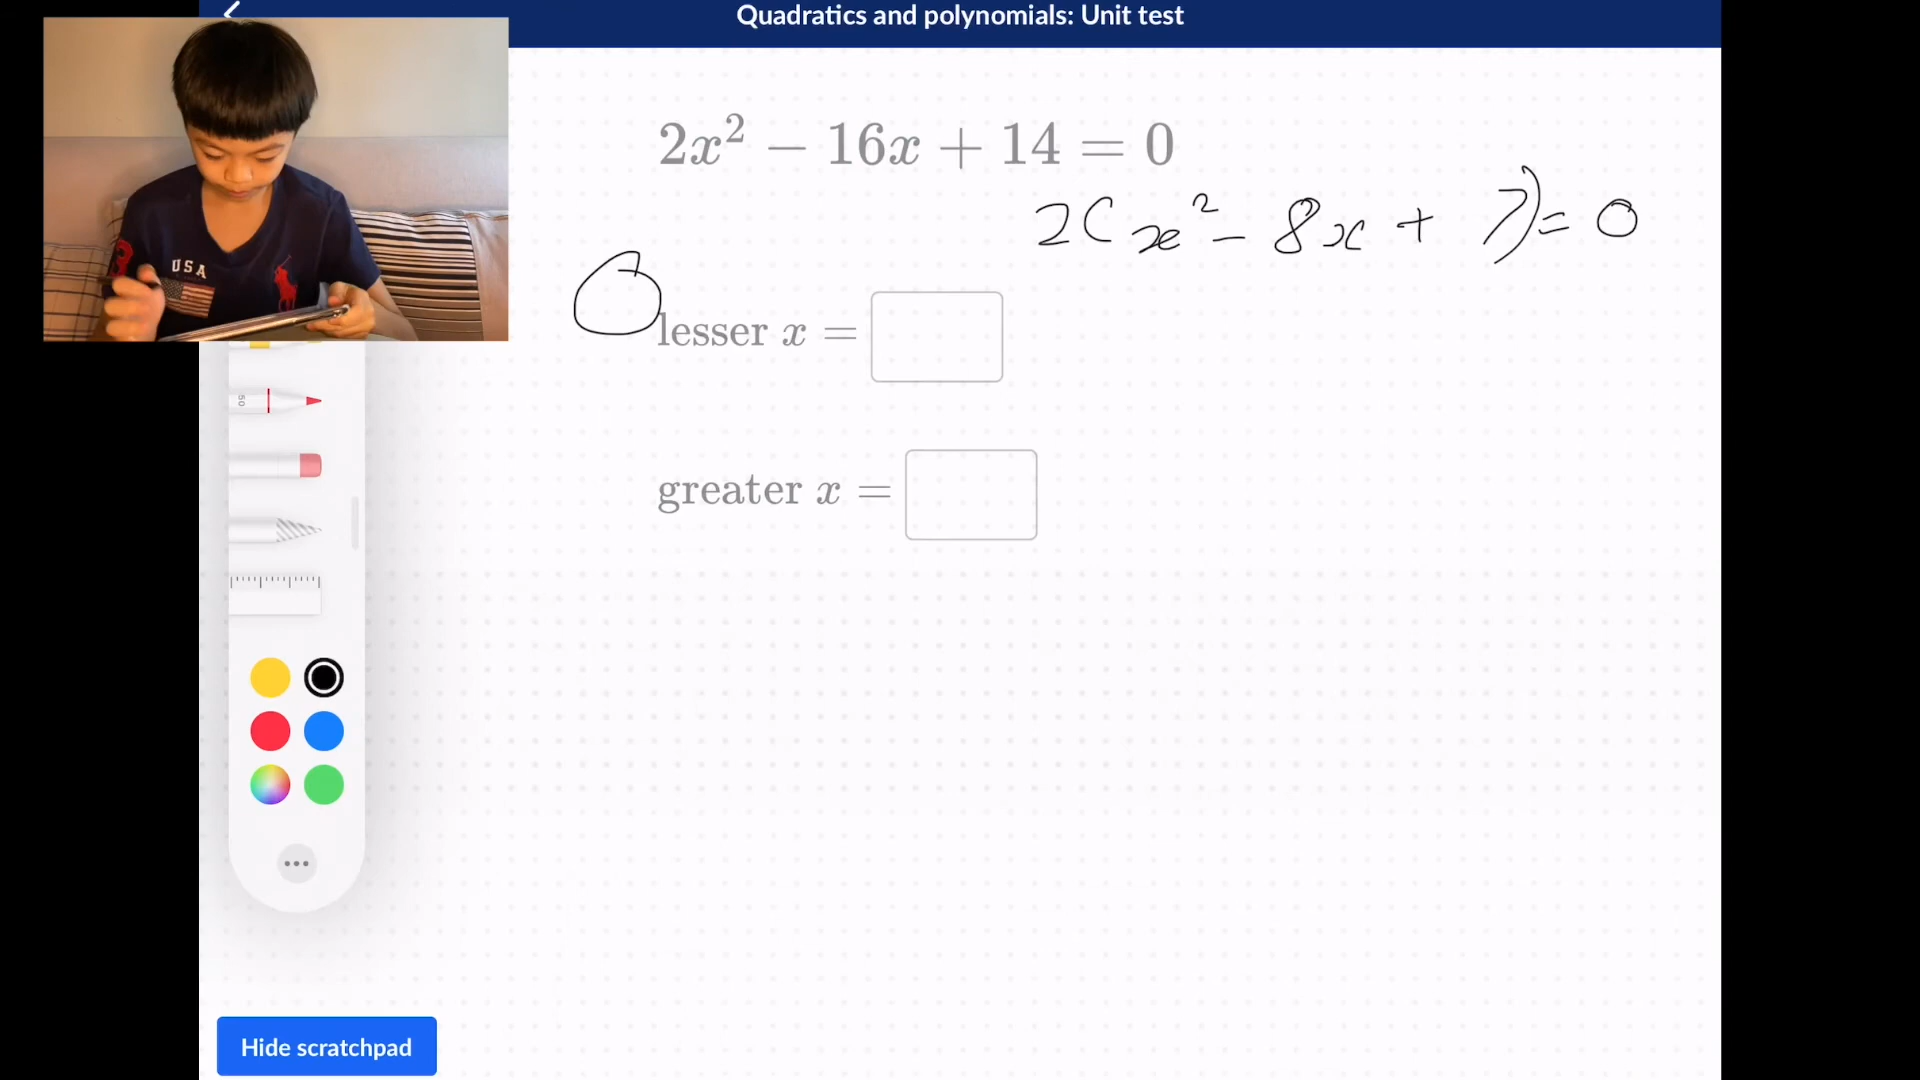 Quadratics and polynomials: Unit test
2x² − 16x + 14 = 0
2(x² − 8x + 7) = 0
USA
lesser x =
50
greater x =
Hide scratchpad